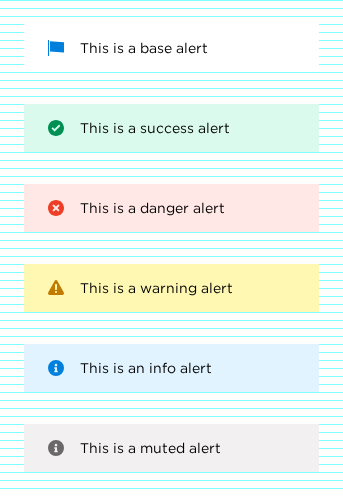 This is a base alert
This is a success alert
This is a danger alert
This is a warning alert
This is an info alert
This is a muted alert